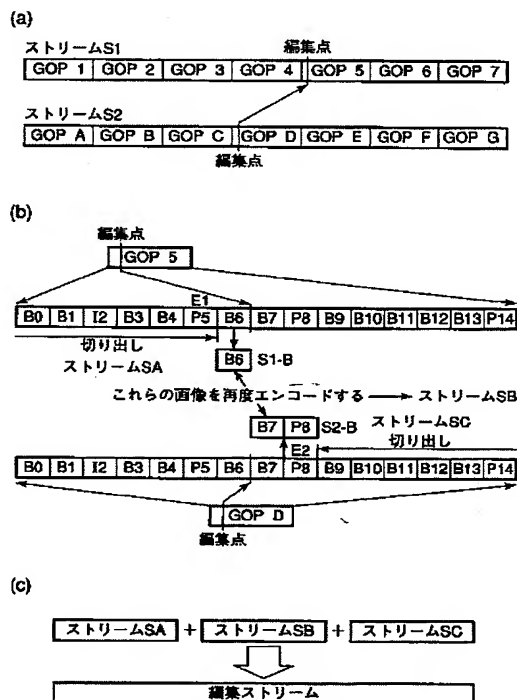 (a)
編集点
ストリームS1
GOP 1 GOP 2 GOP 3 GOP 4 GOP 5 GOP 6 GOP 7
ストリームS2
GOP A GOP B GOP C GOP D GOP E GOP F GOP G
編集点
(b)
編集点
GOP 5
E1
B0 B1 I2 B3 B4 P5 B6 B7 P8 B9 B10 B11 B12 B13 P14
切り出し
ストリームSA
B6 S1-B
これらの画像を再度エンコードする ストリームSB
B7 P8 S2-B
ストリームSC
切り出し
E2
B0 B1 I2 B3 B4 P5 B6 B7 P8 B9 B10 B11 B12 B13 P14
GOP D
編集点
(c)
ストリームSA + ストリームSB + ストリームSC
編集ストリーム